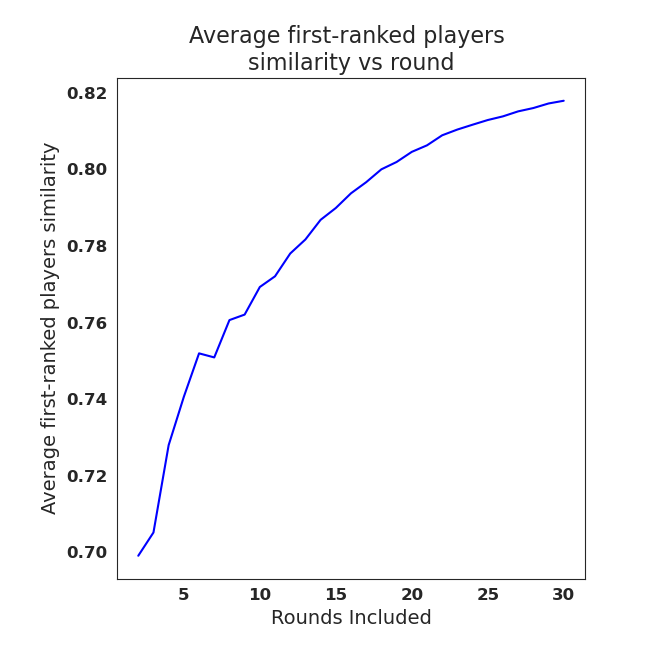 Average first-ranked players
similarity vs round
Average first-ranked players similarity
0.82
0.80
0.78
0.76
0.74
0.72
0.70
5 10 15 20 25 30
Rounds Included